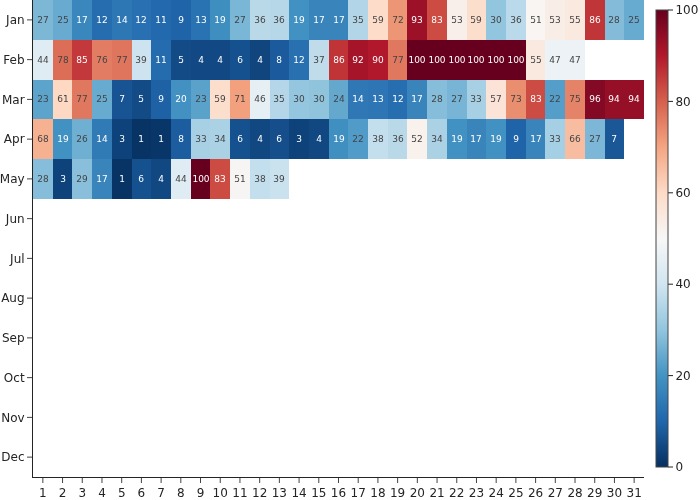 Jan 27 25 17 12 14 12 11 9 13 19 27 36 36 19 17 17 35 59 72 93 83 53 59 30 36 51 53 55 86 28 25
Feb 44 78 85 76 77 39 11 5 4 4 6 4 8 12 37 86 92 90 77 100 100 100 100 100 100 55 47 47
Mar 23 61 77 25 7 5 9 20 23 59 71 46 35 30 30 24 14 13 12 17 28 27 33 57 73 83 22 75 96 94 94
Apr 68 19 26 14 3 1 1 8 33 34 6 4 6 3 4 19 22 38 36 52 34 19 17 19 9 17 33 66 27 7
May 28 3 29 17 1 6 4 44 100 83 51 38 39
Jun
Jul
Aug
Sep
Oct
Nov
Dec
1 2 3 4 5 6 7 8 9 10 11 12 13 14 15 16 17 18 19 20 21 22 23 24 25 26 27 28 29 30 31
100
80
60
40
20
0